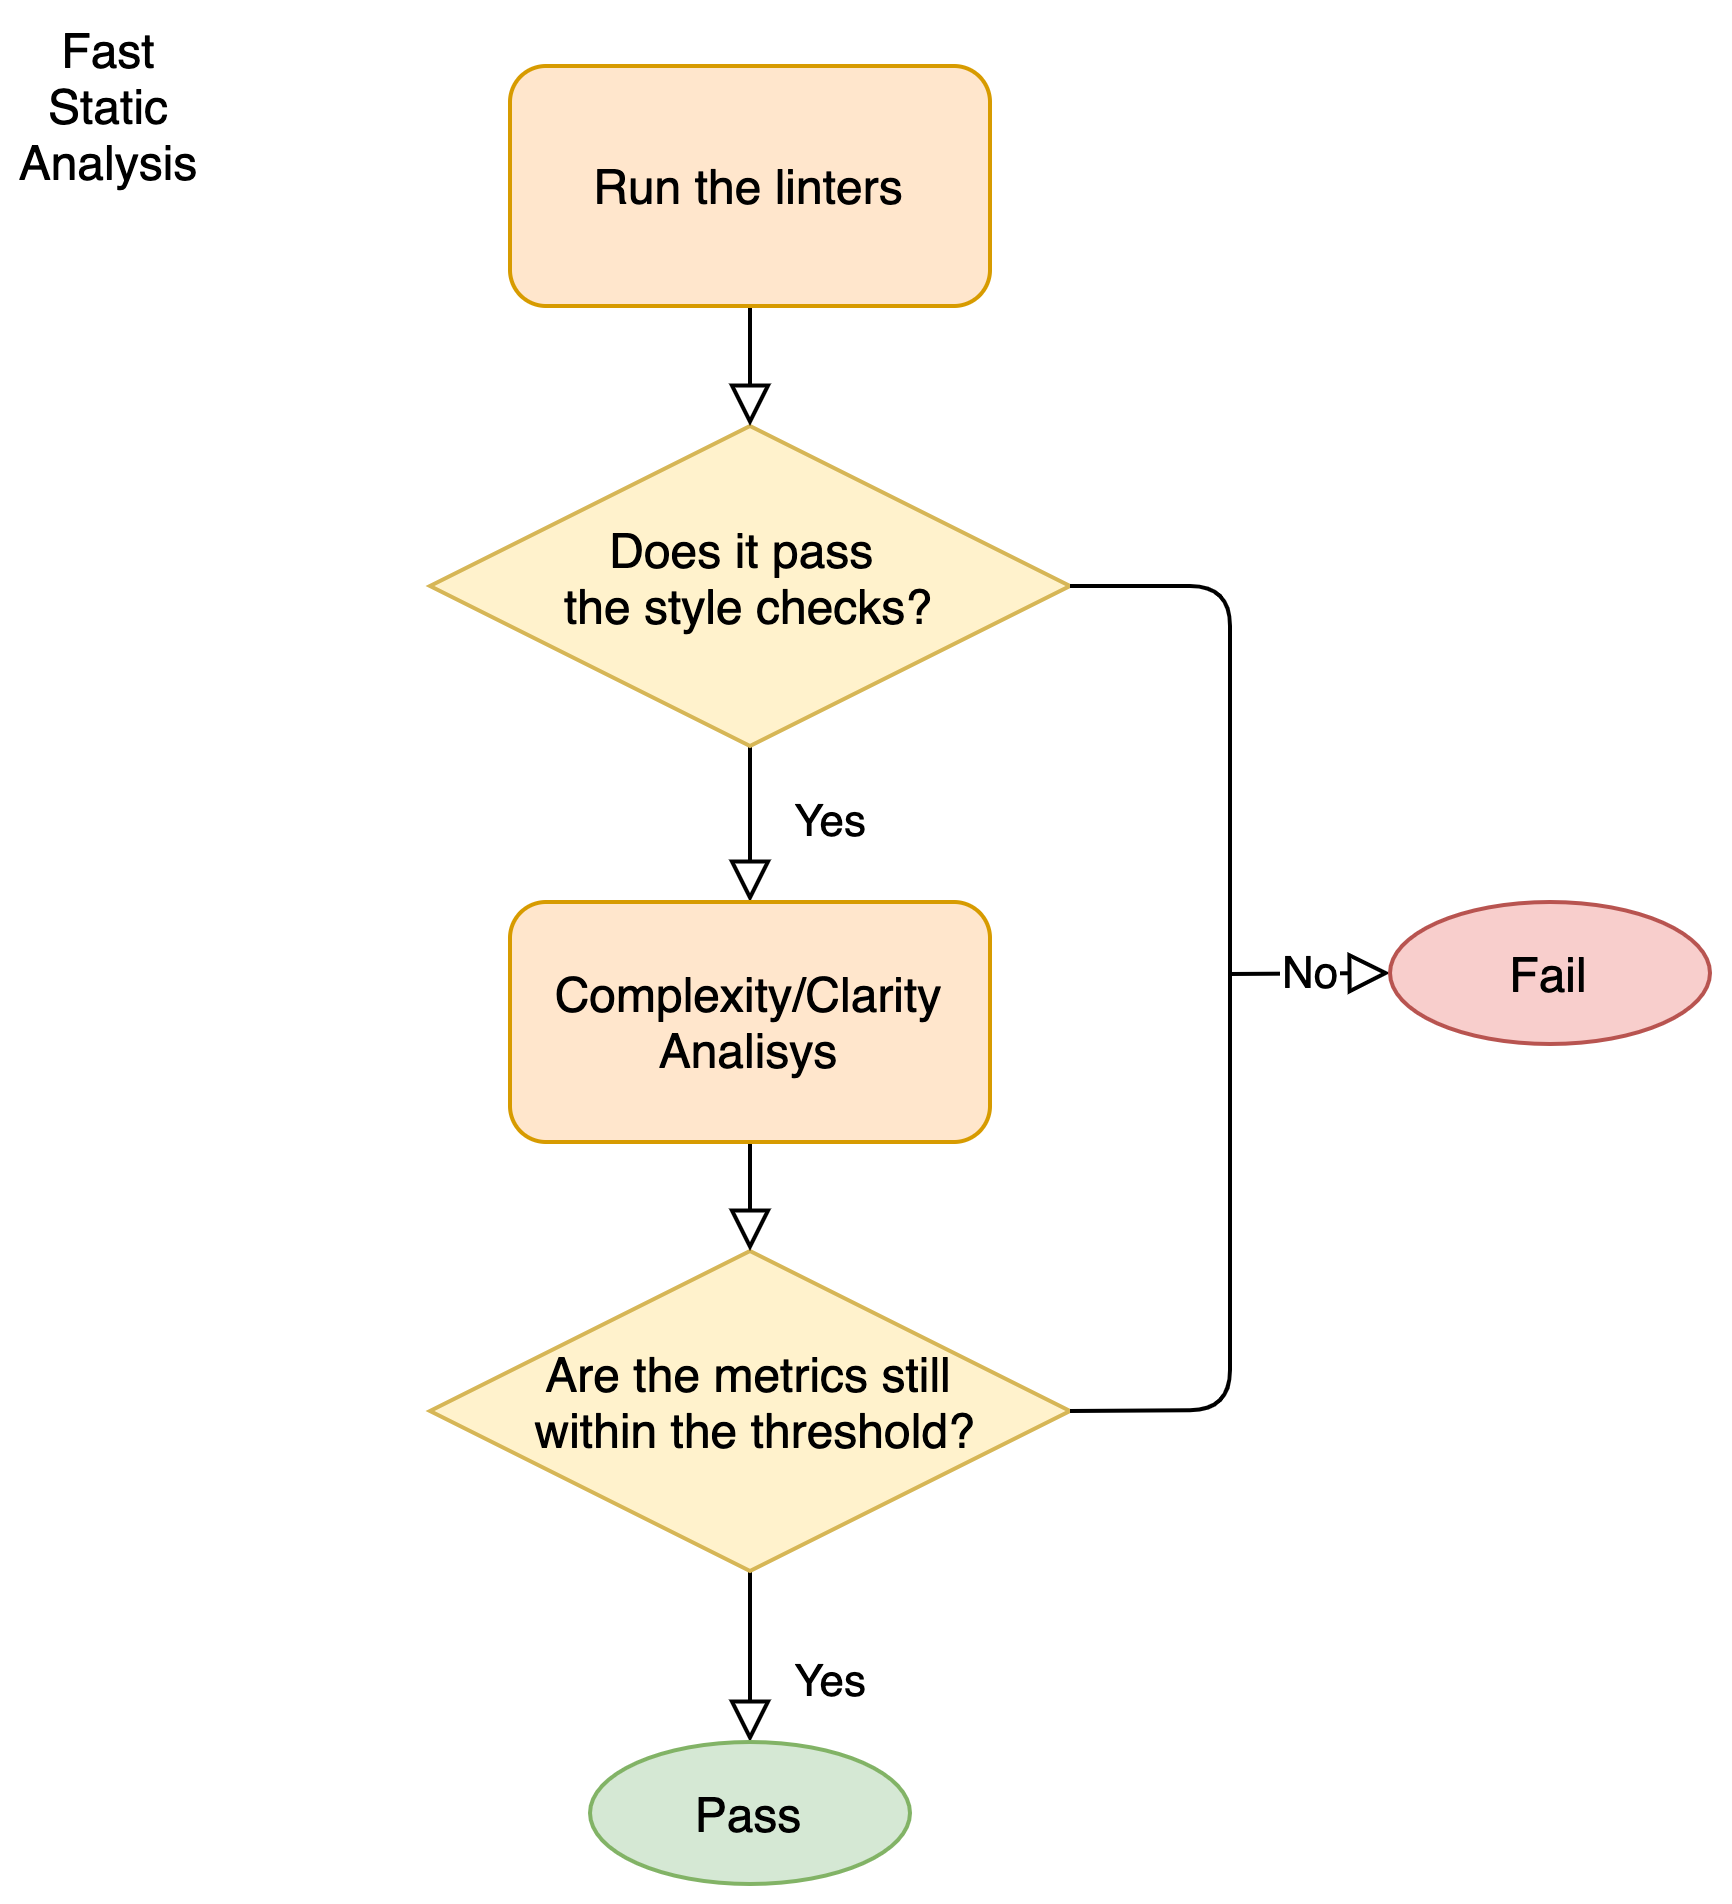 Fast
Static
Analysis
Run the linters
Does it pass
the style checks?
Yes
Complexity/Clarity
Analisys
No
Fail
Are the metrics still
within the threshold?
Yes
Pass